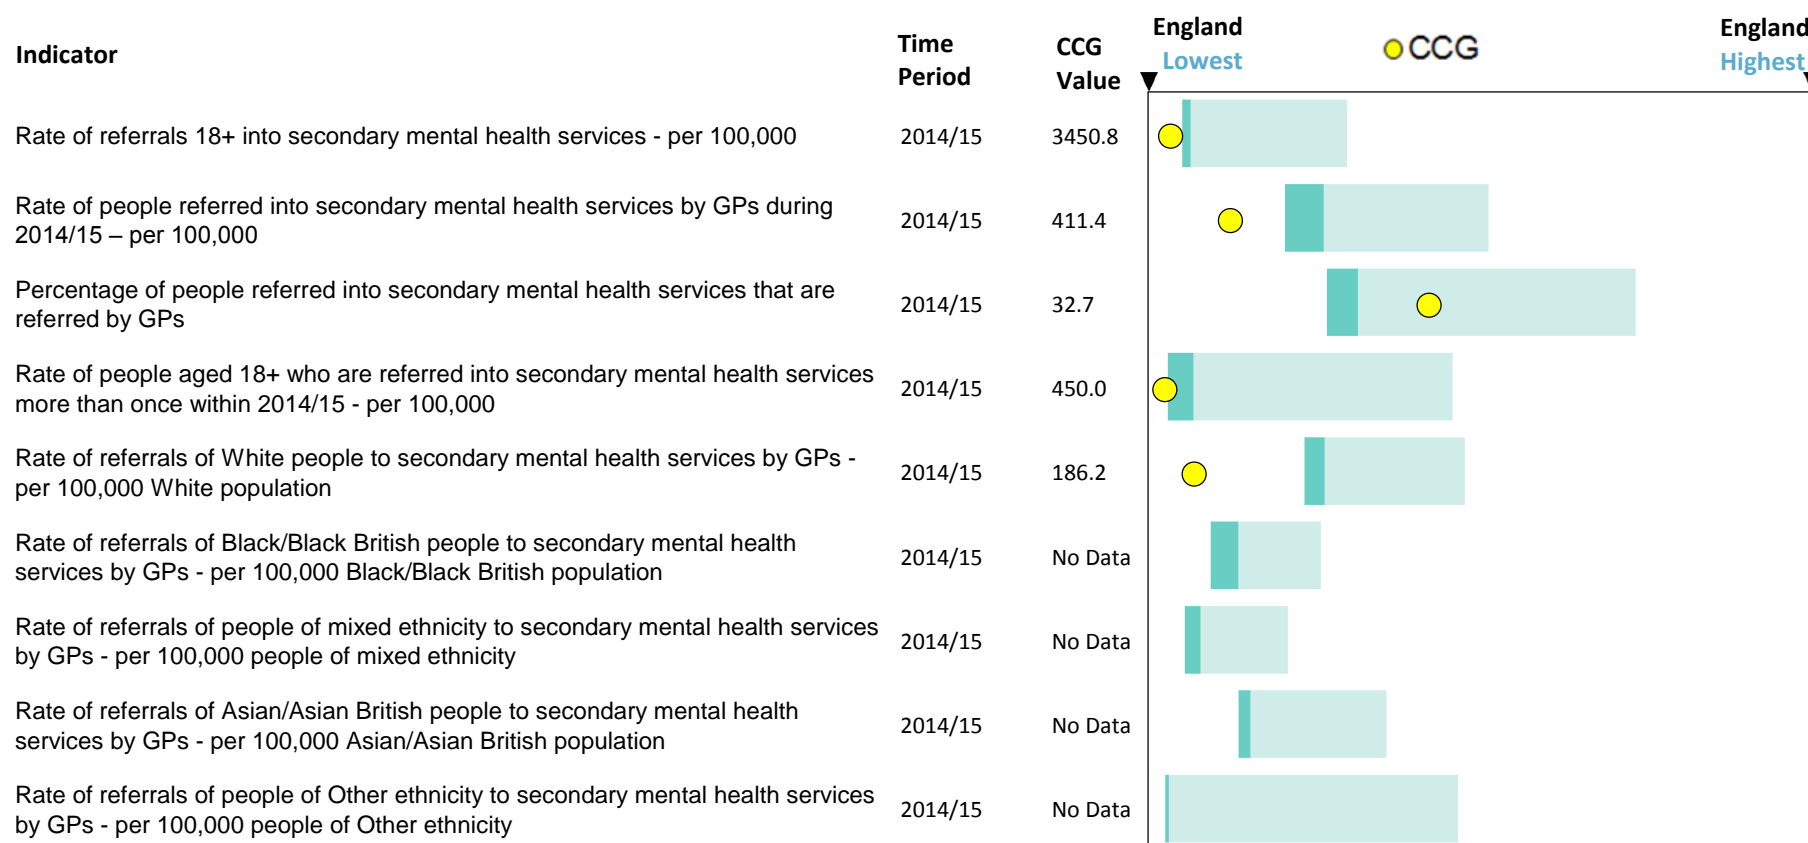 Indicator
Time
Period
CCG
Value
England
Lowest
CCG
England
Highest
Rate of referrals 18+ into secondary mental health services - per 100,000
2014/15
3450.8
Rate of people referred into secondary mental health services by GPs during
2014/15 – per 100,000
2014/15
411.4
Percentage of people referred into secondary mental health services that are
referred by GPs
2014/15
32.7
Rate of people aged 18+ who are referred into secondary mental health services
more than once within 2014/15 - per 100,000
2014/15
450.0
Rate of referrals of White people to secondary mental health services by GPs -
per 100,000 White population
2014/15
186.2
Rate of referrals of Black/Black British people to secondary mental health
services by GPs - per 100,000 Black/Black British population
2014/15
No Data
Rate of referrals of people of mixed ethnicity to secondary mental health services
by GPs - per 100,000 people of mixed ethnicity
2014/15
No Data
Rate of referrals of Asian/Asian British people to secondary mental health
services by GPs - per 100,000 Asian/Asian British population
2014/15
No Data
Rate of referrals of people of Other ethnicity to secondary mental health services
by GPs - per 100,000 people of Other ethnicity
2014/15
No Data